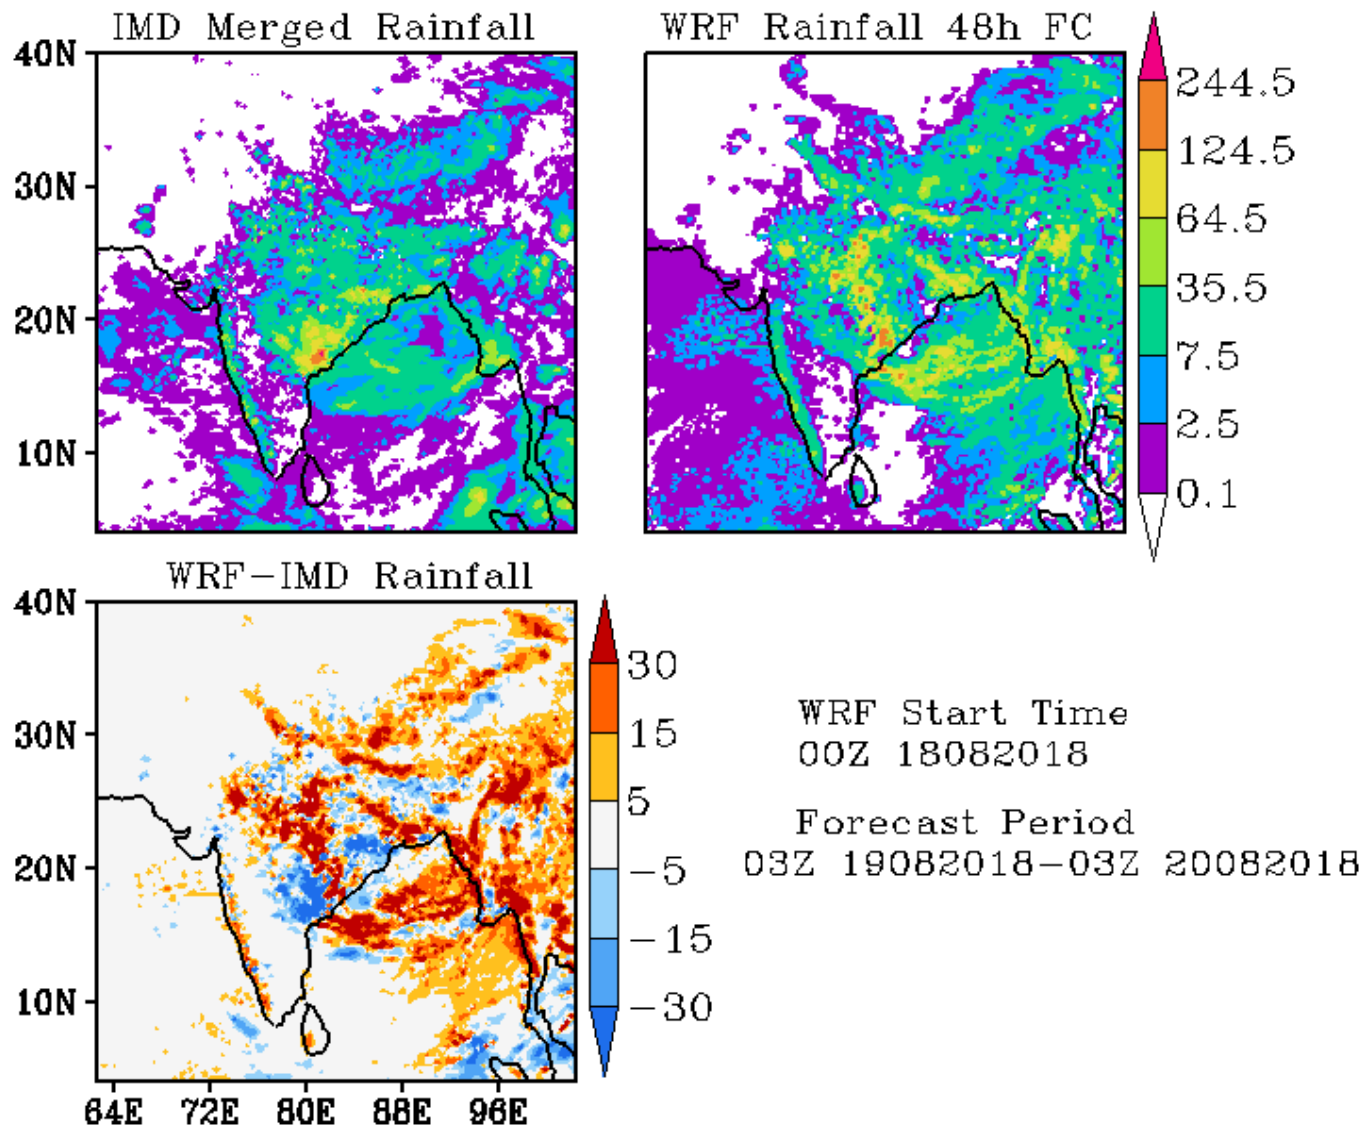 IMD Merged Rainfall
WRF Rainfall 48h FC
40N
30N
20N
10N
244.5
124.5
64.5
35.5
7.5
2.5
0.1
WRF-IMD Rainfall
40N
30N
20N
10N
64E 72E 80E 88E 96E
30
15
5
-5
-15
-30
WRF Start Time
00Z 18082018
Forecast Period
03Z 19082018-03Z 20082018